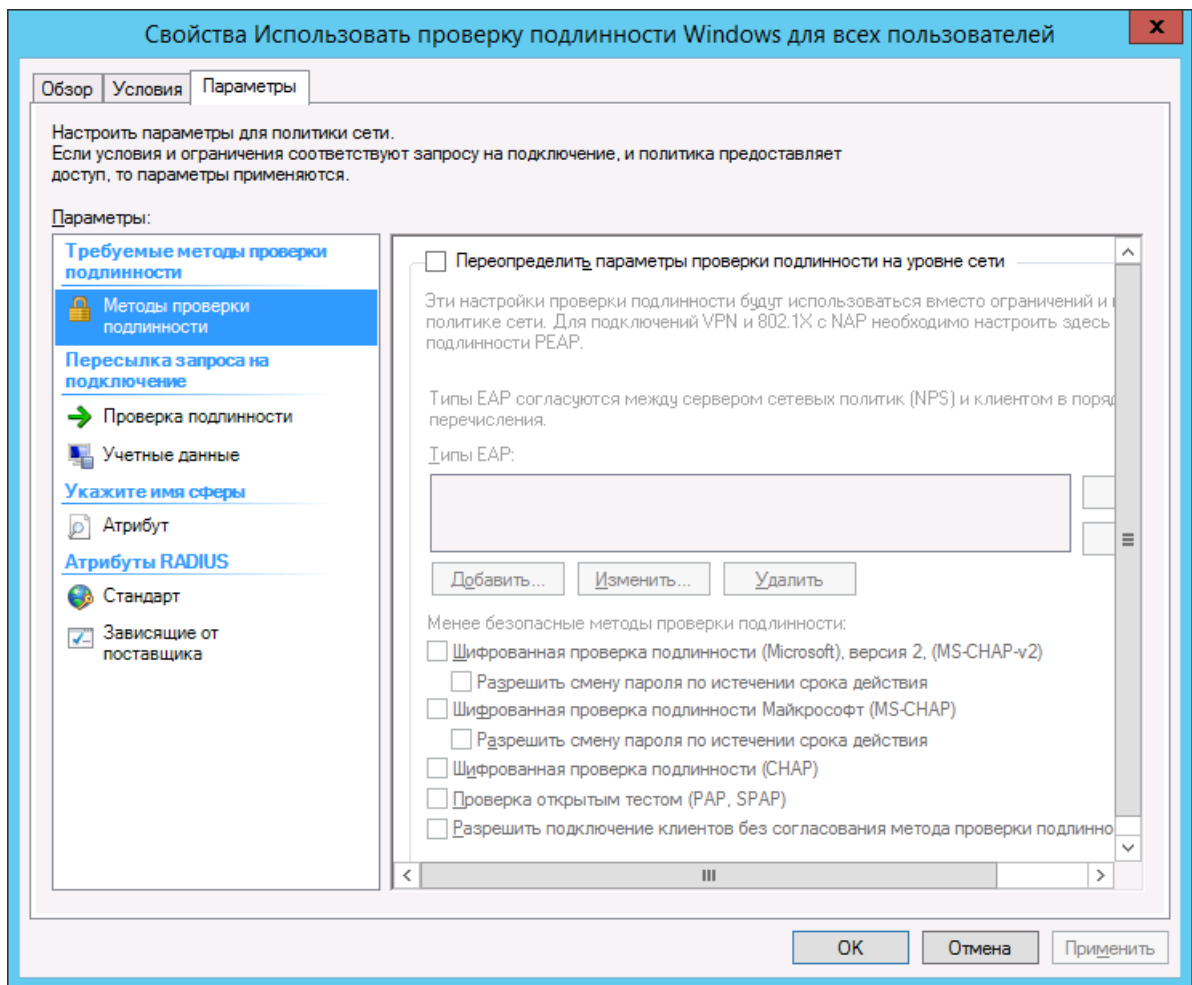 Свойства Использовать проверку подлинности Windows для всех пользователей
x
Обзор
Условия
Параметры
Настроить параметры для политики сети.
Если условия и ограничения соответствуют запросу на подключение, и политика предоставляет
доступ, то параметры применяются.
Параметры:
Требуемые методы проверки
подлинности
Методы проверки
подлинности
Пересылка запроса на
подключение
Проверка подлинности
Учетные данные
Укажите имя сферы
Атрибут
Атрибуты RADIUS
Стандарт
Зависящие от
поставщика
Переопределить параметры проверки подлинности на уровне сети
Эти настройки проверки подлинности будут использоваться вместо ограничений и
политике сети. Для подключений VPN и 802.1X с NAP необходимо настроить здесь
подлинности PEAP.
Типы EAP согласуются между сервером сетевых политик (NPS) и клиентом в поряд
перечисления.
Типы EAP:
Добавить...
Изменить...
Удалить
Менее безопасные методы проверки подлинности:
Шифрованная проверка подлинности (Microsoft), версия 2, (MS-CHAP-v2)
Разрешить смену пароля по истечении срока действия
Шифрованная проверка подлинности Майкрософт (MS-CHAP)
Разрешить смену пароля по истечении срока действия
Шифрованная проверка подлинности (CHAP)
Проверка открытым тестом (PAP, SPAP)
Разрешить подключение клиентов без согласования метода проверки подлинно
OK
Отмена
Применить